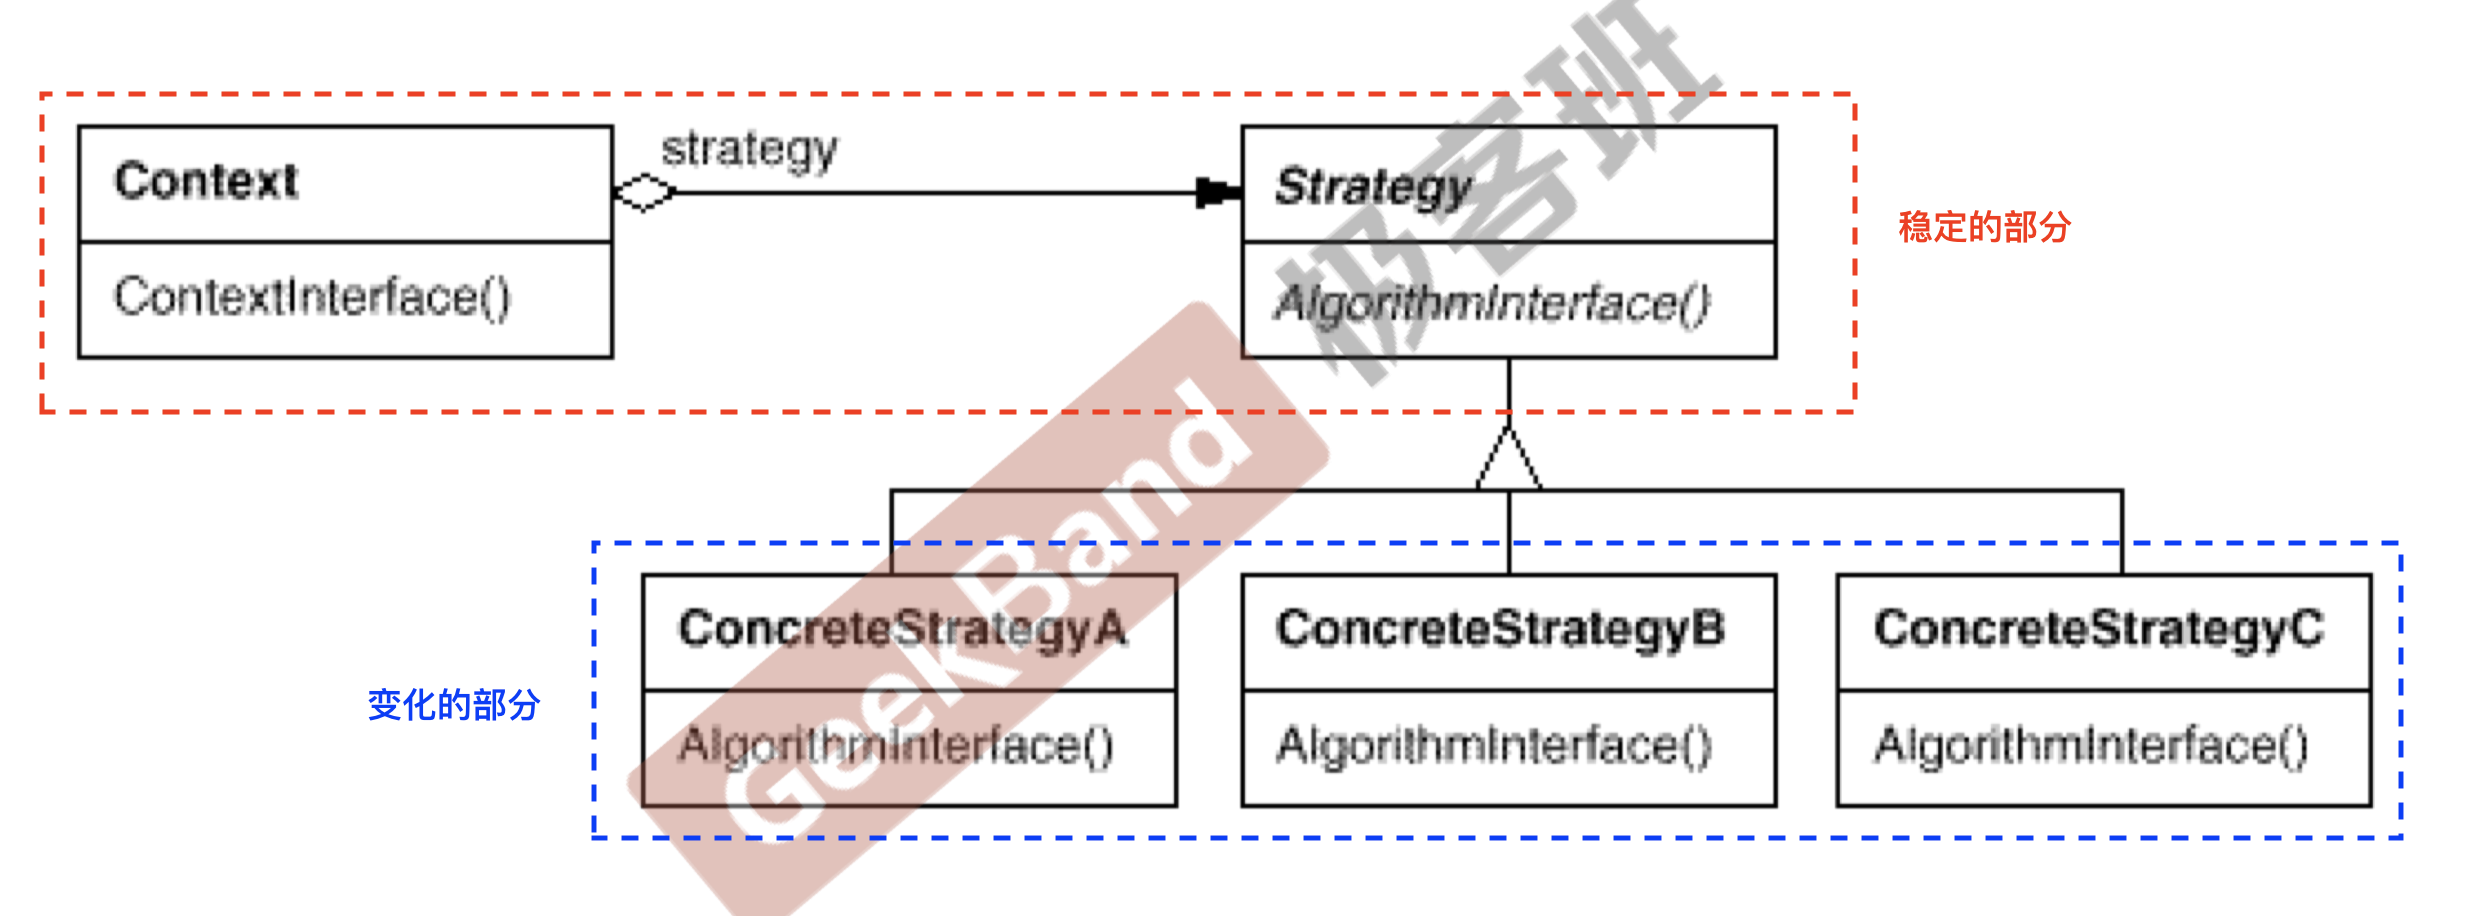 strategy
Context
ContextInterface()
Strategy
AlgorithmInterface()
稳定的部分
极客班
GeekBand
变化的部分
ConcreteStrategyA
AlgorithmInterface()
ConcreteStrategyB
AlgorithmInterface()
ConcreteStrategyC
AlgorithmInterface()